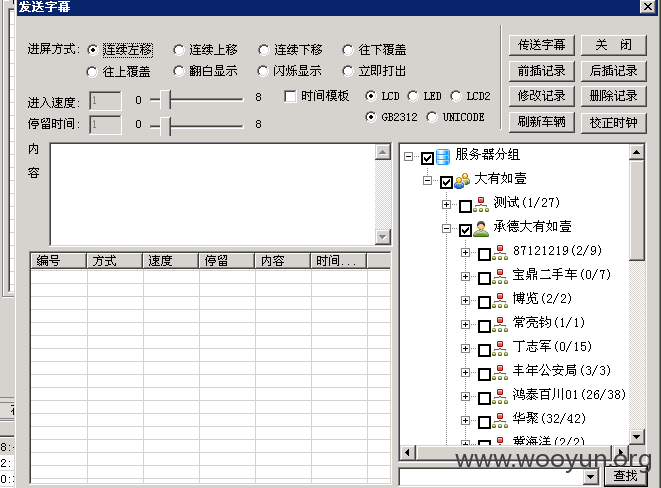 发送字幕
进屏方式: 连续左移 连续上移 连续下移 往下覆盖
往上覆盖 翻白显示 闪烁显示 立即打出
进入速度: 1 0 8 时间模板 LCD LED LCD2
停留时间: 1 0 8 GB2312 UNICODE
传送字幕 关 闭
前插记录 后插记录
修改记录 删除记录
刷新车辆 校正时钟
内
容
编号 方式 速度 停留 内容 时间...
服务器分组
大有如壹
测试(1/27)
承德大有如壹
87121219(2/9)
宝鼎二手车(0/7)
博览(2/2)
常亮钧(1/1)
丁志军(0/15)
丰年公安局(3/3)
鸿泰百川01(26/38)
华聚(32/42)
冀海洋(2/2)
查找
www.wooyun.org